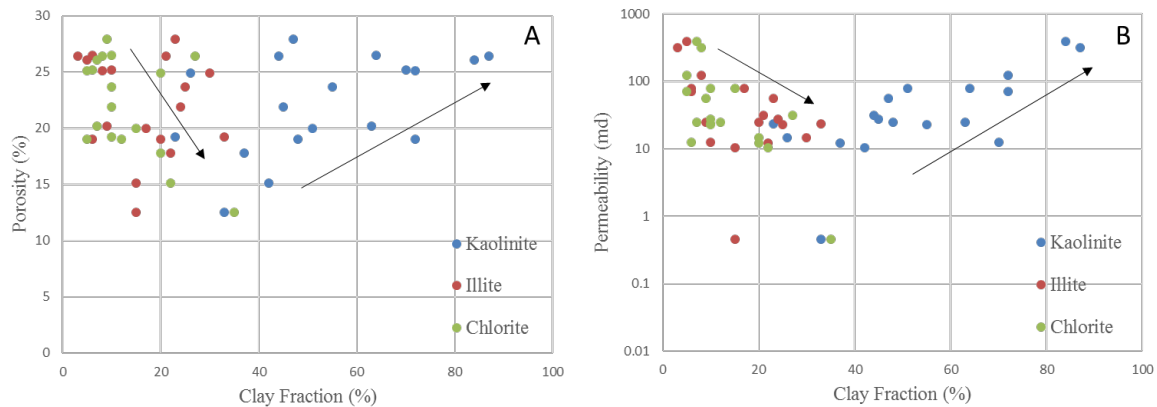 A
30
25
20
15
10
5
0
Porosity (%)
Kaolinite
Illite
Chlorite
0 20 40 60 80 100
Clay Fraction (%)
B
1000
100
10
1
0.1
0.01
Permeability (md)
Kaolinite
Illite
Chlorite
0 20 40 60 80 100
Clay Fraction (%)